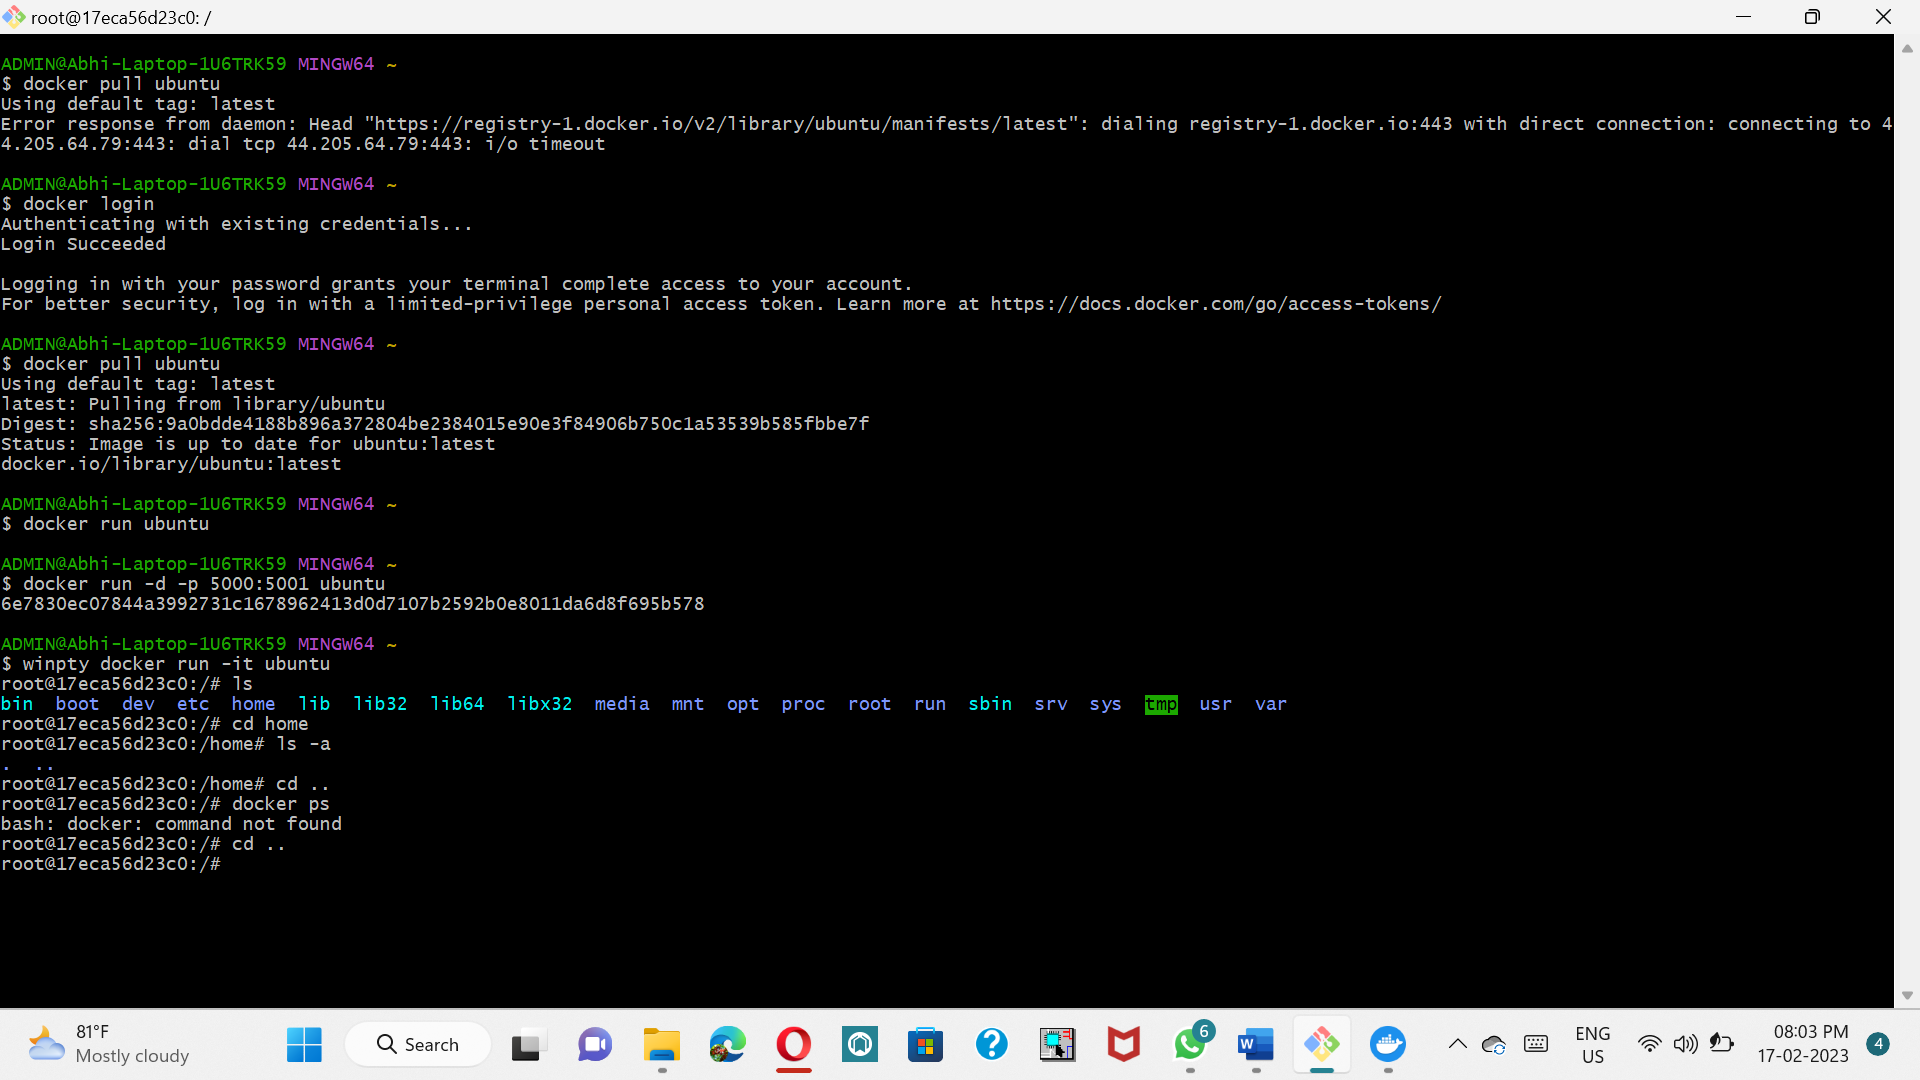 root@17eca56d23c0: /
ADMIN@Abhi-Laptop-1U6TRK59 MINGW64 ~
$ docker pull ubuntu
Using default tag: latest
Error response from daemon: Head "https://registry-1.docker.io/v2/library/ubuntu/manifests/latest": dialing registry-1.docker.io:443 with direct connection: connecting to 4
4.205.64.79:443: dial tcp 44.205.64.79:443: i/o timeout
ADMIN@Abhi-Laptop-1U6TRK59 MINGW64 ~
$ docker login
Authenticating with existing credentials...
Login Succeeded
Logging in with your password grants your terminal complete access to your account.
For better security, log in with a limited-privilege personal access token. Learn more at https://docs.docker.com/go/access-tokens/
ADMIN@Abhi-Laptop-1U6TRK59 MINGW64 ~
$ docker pull ubuntu
Using default tag: latest
latest: Pulling from library/ubuntu
Digest: sha256:9a0bdde4188b896a372804be2384015e90e3f84906b750c1a53539b585fbbe7f
Status: Image is up to date for ubuntu:latest
docker.io/library/ubuntu:latest
ADMIN@Abhi-Laptop-1U6TRK59 MINGW64 ~
$ docker run ubuntu
ADMIN@Abhi-Laptop-1U6TRK59 MINGW64 ~
$ docker run -d -p 5000:5001 ubuntu
6e7830ec07844a3992731c1678962413d0d7107b2592b0e8011da6d8f695b578
ADMIN@Abhi-Laptop-1U6TRK59 MINGW64 ~
$ winpty docker run -it ubuntu
root@17eca56d23c0:/# ls
bin boot dev etc home lib lib32 lib64 libx32 media mnt opt proc root run sbin srv sys tmp usr var
root@17eca56d23c0:/# cd home
root@17eca56d23c0:/home# ls -a
. ..
root@17eca56d23c0:/home# cd ..
root@17eca56d23c0:/# docker ps
bash: docker: command not found
root@17eca56d23c0:/# cd ..
root@17eca56d23c0:/#
81°F
Mostly cloudy
Search
6
ENG
US
08:03 PM
17-02-2023
4